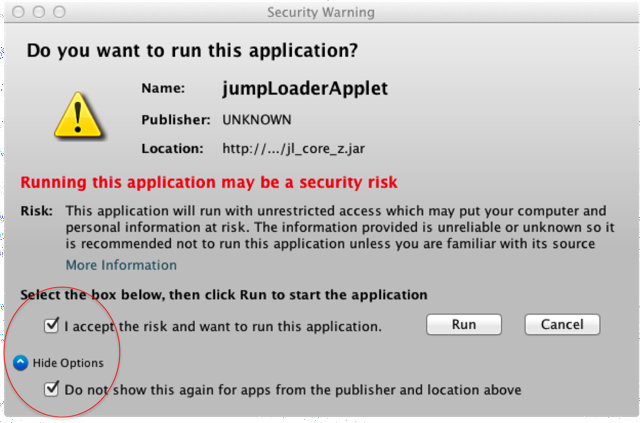 Security Warning
Do you want to run this application?
Name: jumpLoaderApplet
Publisher: UNKNOWN
Location: http://.../jl_core_z.jar
Running this application may be a security risk
Risk: This application will run with unrestricted access which may put your computer and
personal information at risk. The information provided is unreliable or unknown so it
is recommended not to run this application unless you are familiar with its source
More Information
Select the box below, then click Run to start the application
I accept the risk and want to run this application. Run Cancel
Hide Options
Do not show this again for apps from the publisher and location above